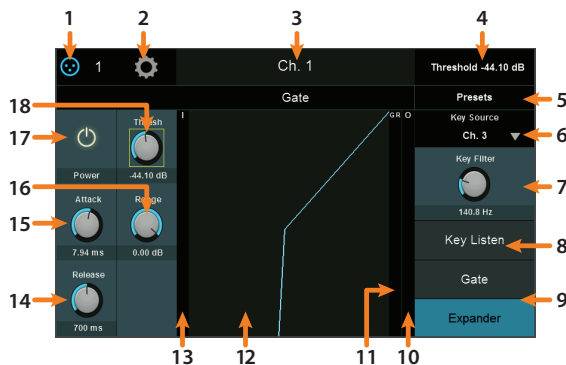 1 2 3 4
1 Ch. 1 Threshold -44.10 dB
Gate Presets 5
18 Thresh I GR O Key Source
17 Ch. 3 6
Power -44.10 dB Key Filter
16 7
Attack Range
15 140.8 Hz
7.94 ms 0.00 dB Key Listen 8
Release
14 Gate
9
700 ms Expander
13 12 11 10